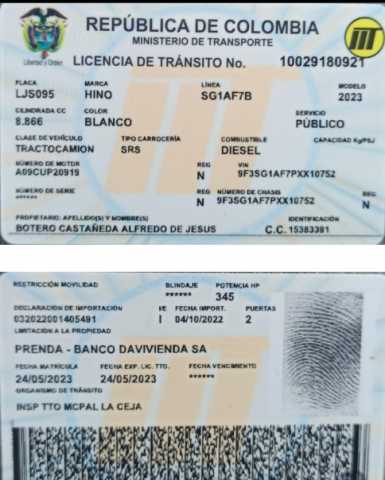 REPÚBLICA DE COLOMBIA
MINISTERIO DE TRANSPORTE
Libertad y Orden
LICENCIA DE TRÁNSITO No. 10029180921
PLACA MARCA LÍNEA MODELO
LJS095 HINO SG1AF7B 2023
CILINDRADA CC COLOR SERVICIO
8.866 BLANCO PÚBLICO
CLASE DE VEHÍCULO TIPO CARROCERÍA COMBUSTIBLE CAPACIDAD Kg/PSJ
TRACTOCAMION SRS DIESEL
NÚMERO DE MOTOR REG VIN
A09CUP20919 N 9F3SG1AF7PXX10752
NÚMERO DE SERIE REG NÚMERO DE CHASIS REG
****** N 9F3SG1AF7PXX10752 N
PROPIETARIO: APELLIDO(S) Y NOMBRE(S) IDENTIFICACIÓN
BOTERO CASTAÑEDA ALFREDO DE JESUS C.C. 15383381
RESTRICCIÓN MOVILIDAD BLINDAJE POTENCIA HP
****** 345
DECLARACIÓN DE IMPORTACIÓN I/E FECHA IMPORT. PUERTAS
032022001405491 I 04/10/2022 2
LIMITACIÓN A LA PROPIEDAD
PRENDA - BANCO DAVIVIENDA SA
FECHA MATRÍCULA FECHA EXP. LIC. TTO. FECHA VENCIMIENTO
24/05/2023 24/05/2023 ******
ORGANISMO DE TRÁNSITO
INSP TTO MCPAL LA CEJA